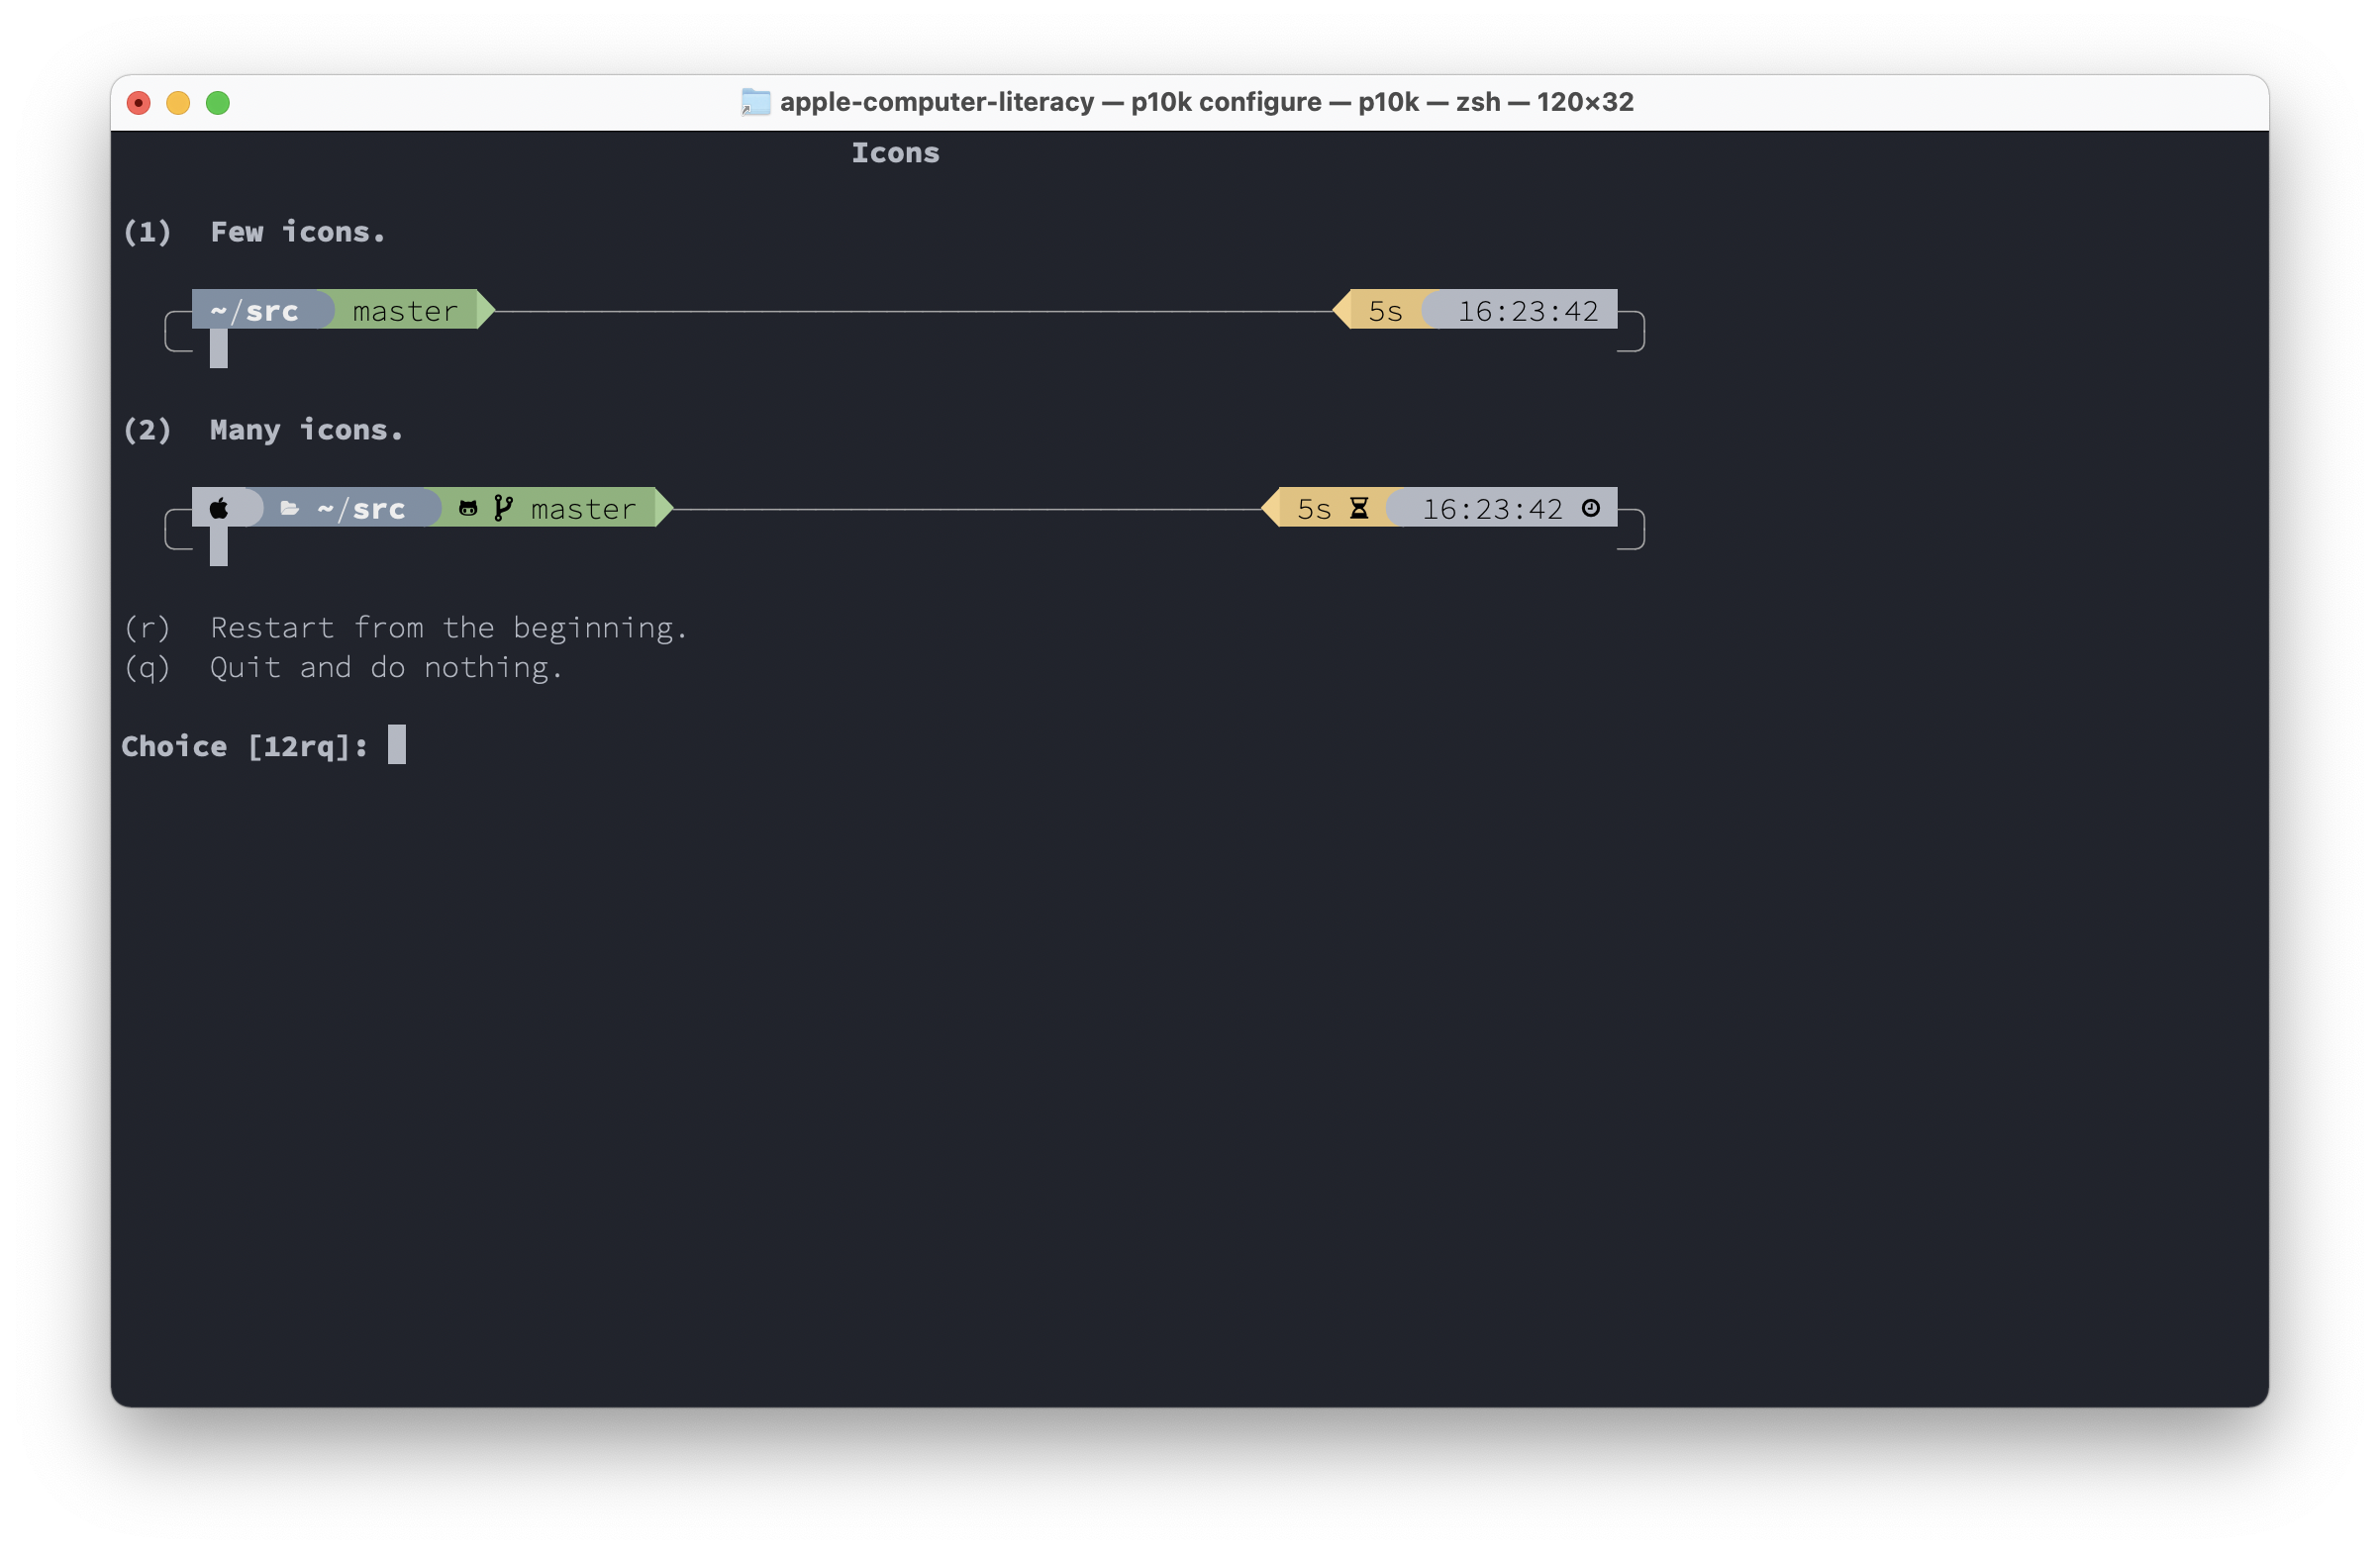 apple-computer-literacy — p10k configure — p10k — zsh — 120×32
Icons
(1) Few icons.
~/src master 5s 16:23:42
(2) Many icons.
~/src master 5s 16:23:42
(r) Restart from the beginning.
(q) Quit and do nothing.
Choice [12rq]: